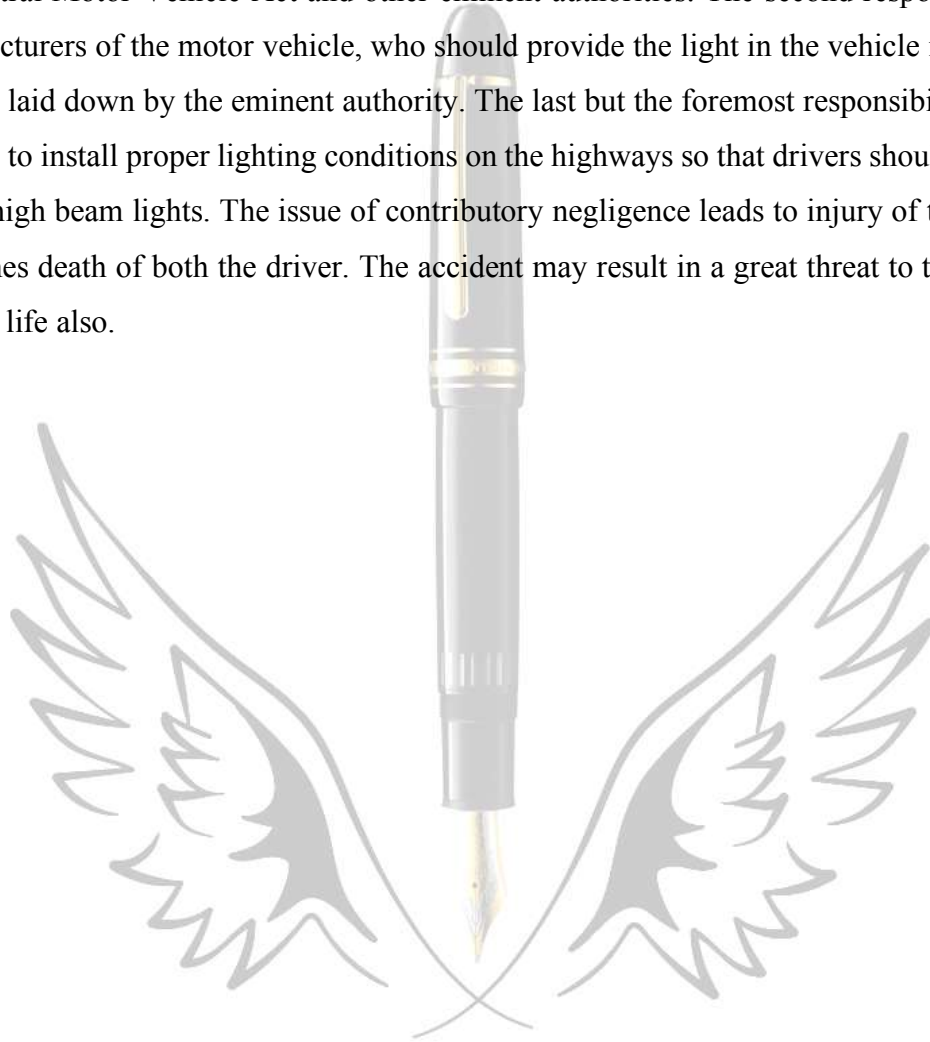 tral Motor Vehicle Act and other eminent authorities. The second respo
cturers of the motor vehicle, who should provide the light in the vehicle
laid down by the eminent authority. The last but the foremost responsibi
to install proper lighting conditions on the highways so that drivers shou
high beam lights. The issue of contributory negligence leads to injury of
nes death of both the driver. The accident may result in a great threat to
life also.